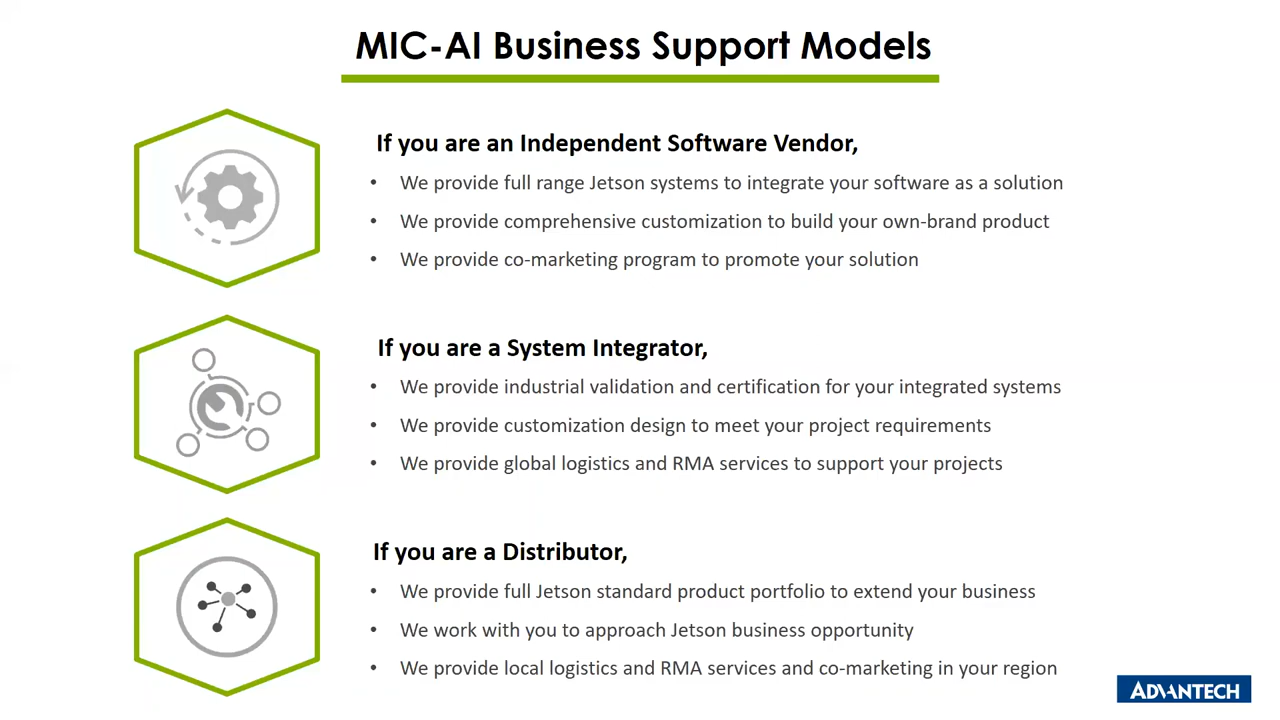 MIC-AI Business Support Models
If you are an Independent Software Vendor,
• We provide full range Jetson systems to integrate your software as a solution
• We provide comprehensive customization to build your own-brand product
• We provide co-marketing program to promote your solution
If you are a System Integrator,
• We provide industrial validation and certification for your integrated systems
• We provide customization design to meet your project requirements
• We provide global logistics and RMA services to support your projects
If you are a Distributor,
• We provide full Jetson standard product portfolio to extend your business
• We work with you to approach Jetson business opportunity
• We provide local logistics and RMA services and co-marketing in your region
ADVANTECH